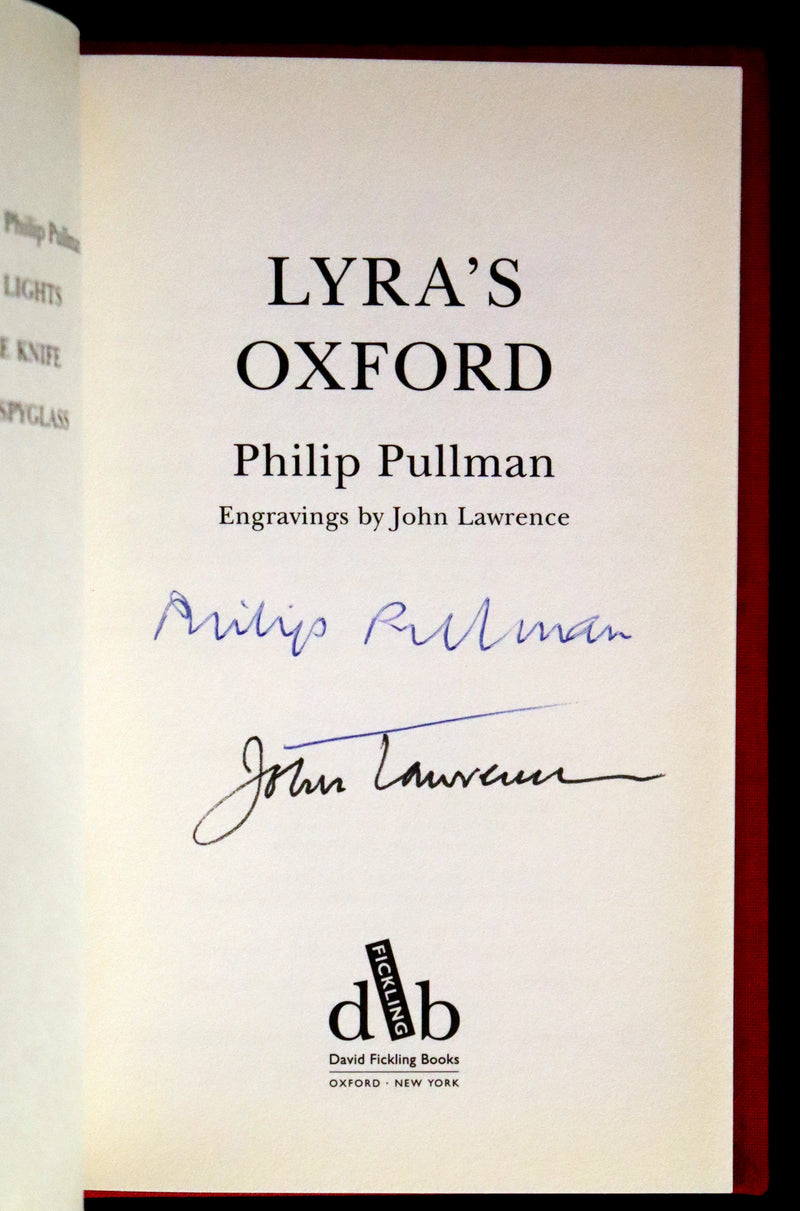 Philip Pullma
LIGHTS
E KNIFE
SPYGLASS
LYRA'S
OXFORD
Philip Pullman
Engravings by John Lawrence
Philip Pullman
John Lawrence
FICKLING
d b
David Fickling Books
OXFORD · NEW YORK